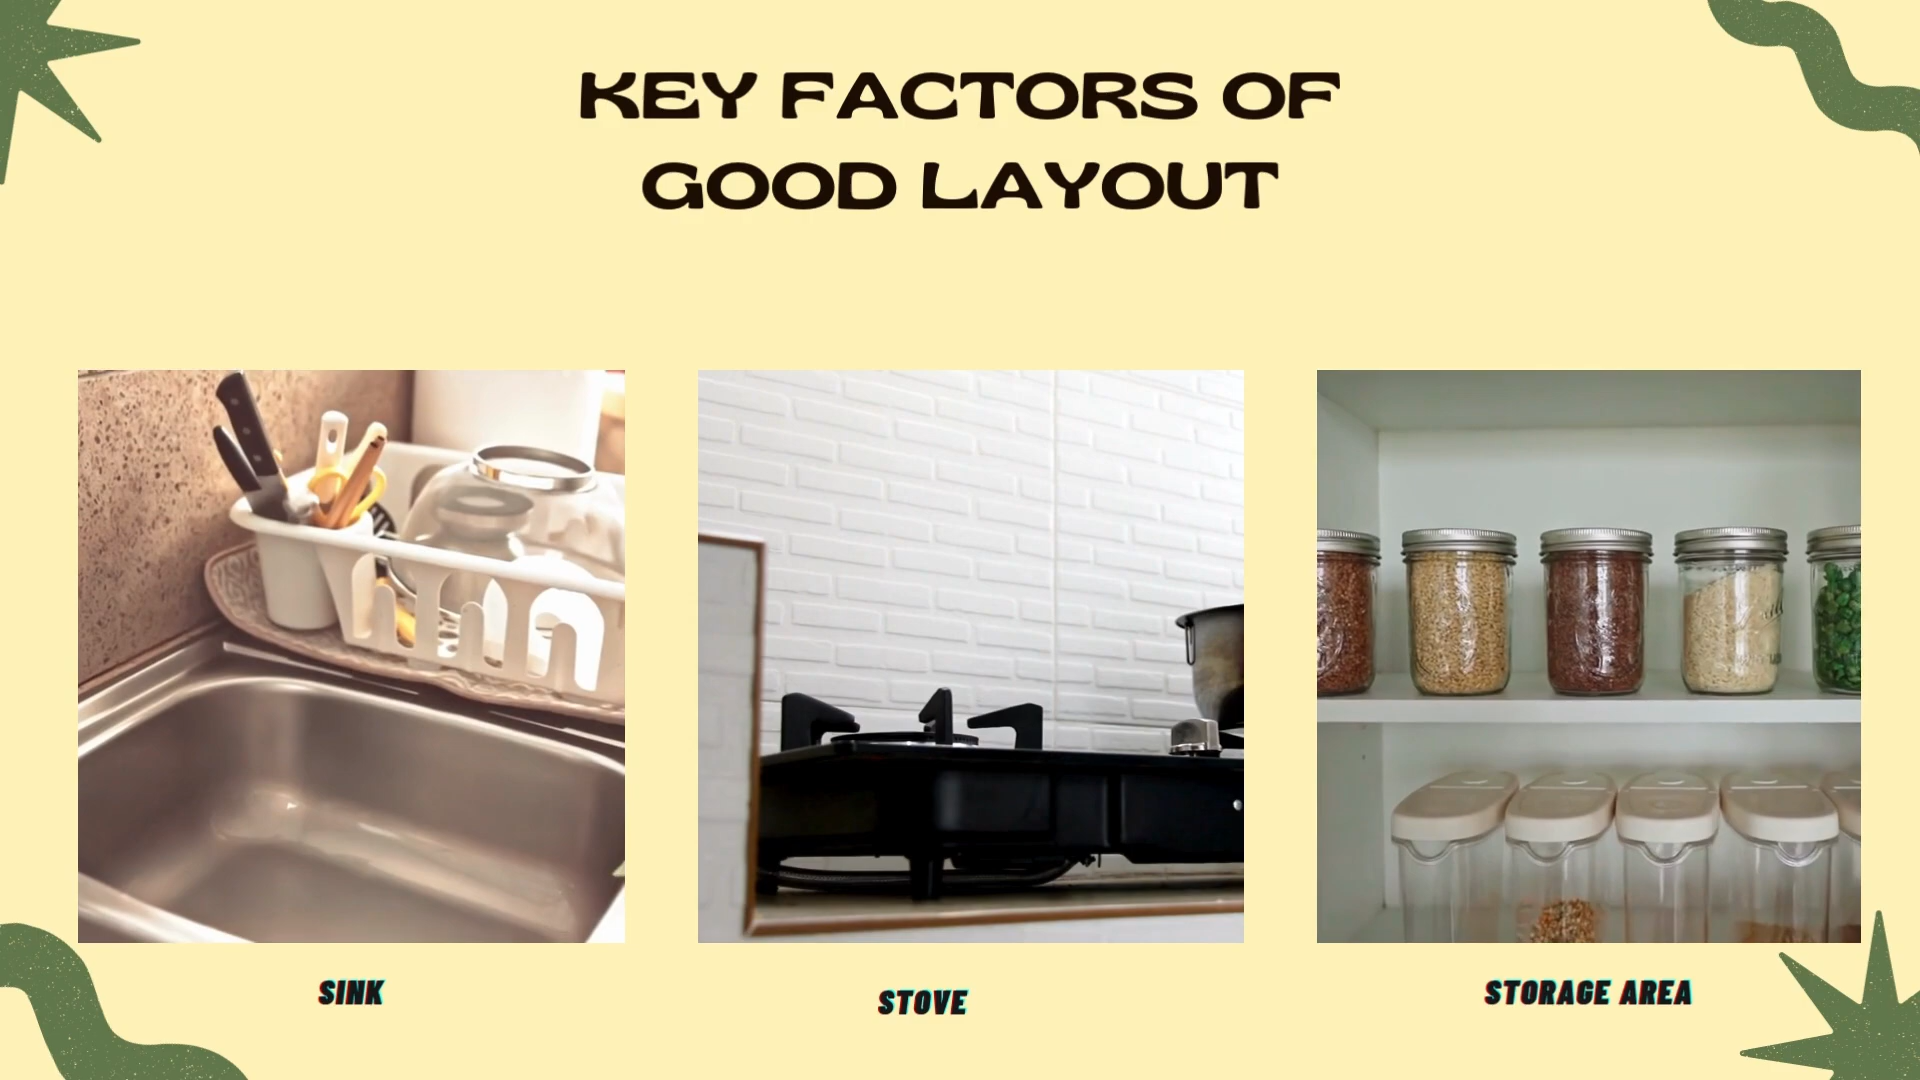 KEY FACTORS OF
GOOD LAYOUT
SINK
STOVE
STORAGE AREA